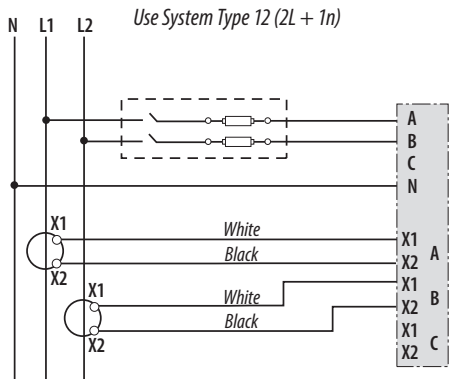 Use System Type 12 (2L + 1n)
N L1 L2
A
B
C
N
X1 White X1
Black A
X2 X2
X1 White X1
B
Black X2
X2 X1
C
X2